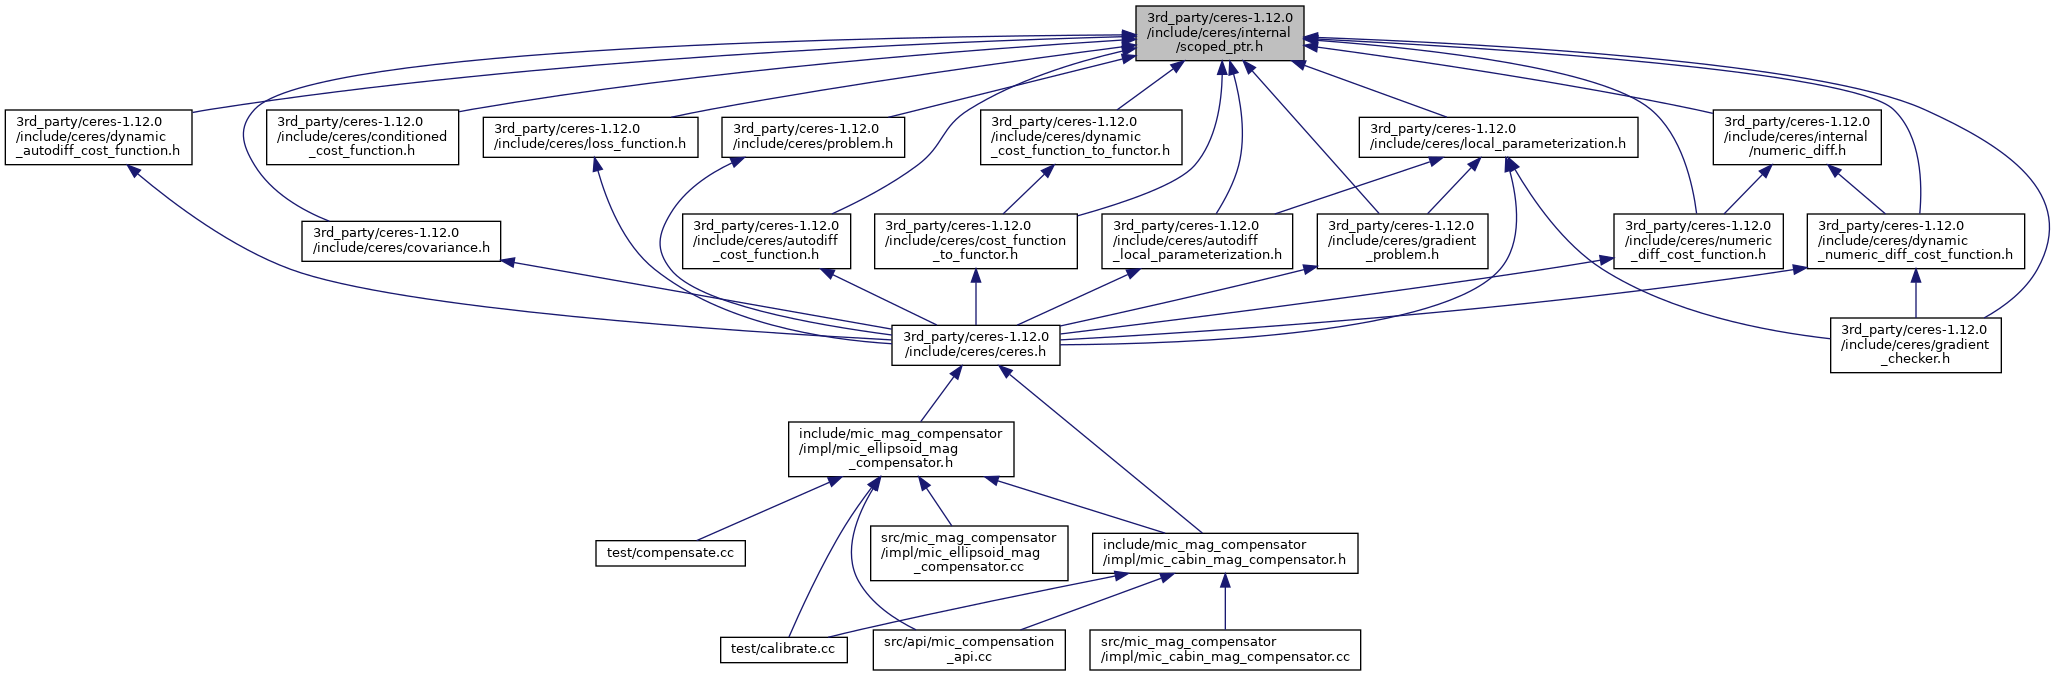 3rd_party/ceres-1.12.0
/include/ceres/internal
/scoped_ptr.h
3rd_party/ceres-1.12.0
/include/ceres/dynamic
_autodiff_cost_function.h
3rd_party/ceres-1.12.0
/include/ceres/conditioned
_cost_function.h
3rd_party/ceres-1.12.0
/include/ceres/loss_function.h
3rd_party/ceres-1.12.0
/include/ceres/problem.h
3rd_party/ceres-1.12.0
/include/ceres/dynamic
_cost_function_to_functor.h
3rd_party/ceres-1.12.0
/include/ceres/local_parameterization.h
3rd_party/ceres-1.12.0
/include/ceres/internal
/numeric_diff.h
3rd_party/ceres-1.12.0
/include/ceres/covariance.h
3rd_party/ceres-1.12.0
/include/ceres/autodiff
_cost_function.h
3rd_party/ceres-1.12.0
/include/ceres/cost_function
_to_functor.h
3rd_party/ceres-1.12.0
/include/ceres/autodiff
_local_parameterization.h
3rd_party/ceres-1.12.0
/include/ceres/gradient
_problem.h
3rd_party/ceres-1.12.0
/include/ceres/numeric
_diff_cost_function.h
3rd_party/ceres-1.12.0
/include/ceres/dynamic
_numeric_diff_cost_function.h
3rd_party/ceres-1.12.0
/include/ceres/ceres.h
3rd_party/ceres-1.12.0
/include/ceres/gradient
_checker.h
include/mic_mag_compensator
/impl/mic_ellipsoid_mag
_compensator.h
test/compensate.cc
src/mic_mag_compensator
/impl/mic_ellipsoid_mag
_compensator.cc
include/mic_mag_compensator
/impl/mic_cabin_mag_compensator.h
test/calibrate.cc
src/api/mic_compensation
_api.cc
src/mic_mag_compensator
/impl/mic_cabin_mag_compensator.cc